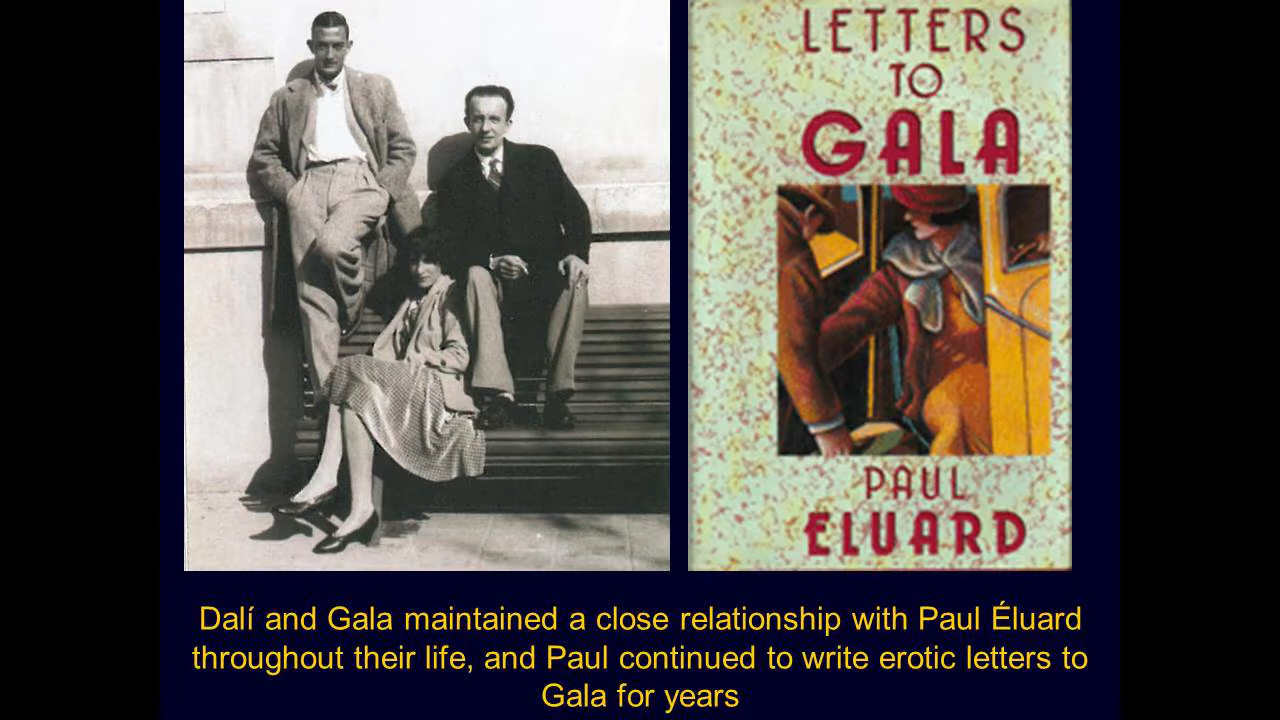 LETTERS
TO
GALA
PAUL
ELUARD
Dalí and Gala maintained a close relationship with Paul Éluard
throughout their life, and Paul continued to write erotic letters to
Gala for years